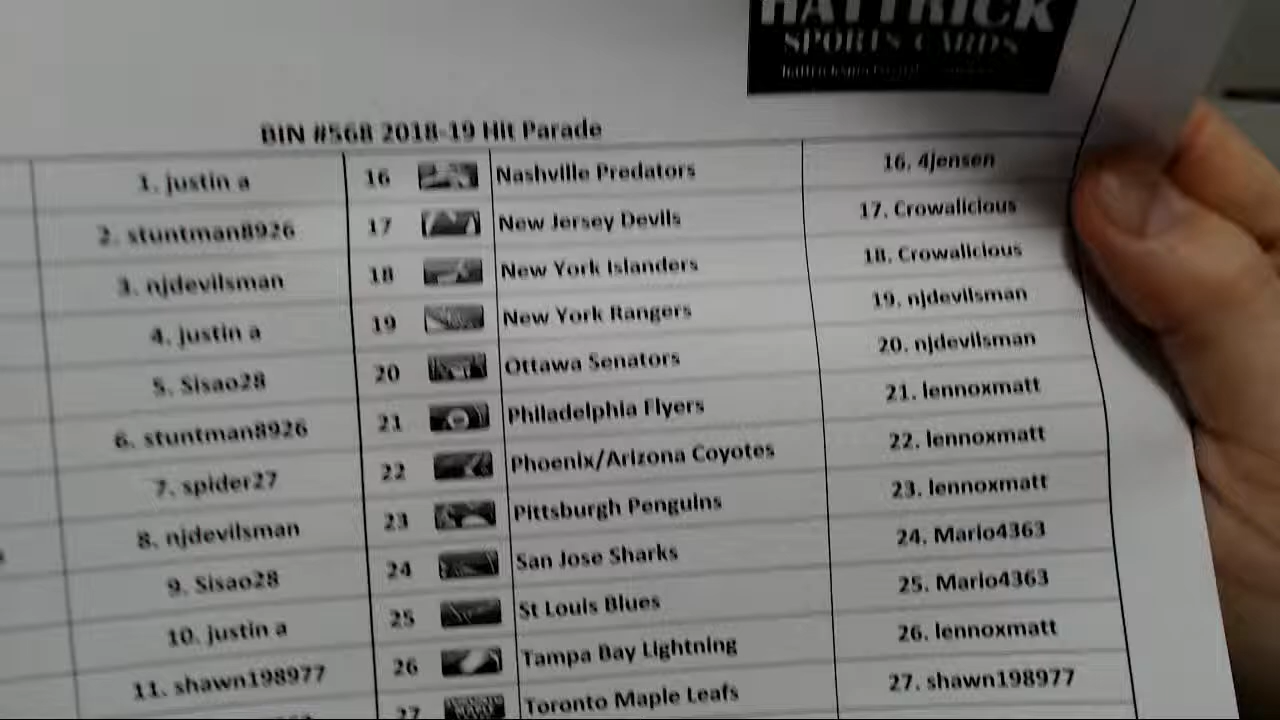 HATTRICK
SPORTS CARDS
BIN #568 2018-19 Hit Parade
1. justin a 16 Nashville Predators 16. 4jensen
2. stuntman8926 17 New Jersey Devils 17. Crowalicious
3. njdevilsman 18 New York Islanders 18. Crowalicious
4. justin a 19 New York Rangers 19. njdevilsman
5. Sisao28 20 Ottawa Senators 20. njdevilsman
6. stuntman8926 21 Philadelphia Flyers 21. lennoxmatt
7. spider27 22 Phoenix/Arizona Coyotes 22. lennoxmatt
8. njdevilsman 23 Pittsburgh Penguins 23. lennoxmatt
9. Sisao28 24 San Jose Sharks 24. Mario4363
10. justin a 25 St Louis Blues 25. Mario4363
11. shawn198977 26 Tampa Bay Lightning 26. lennoxmatt
27 Toronto Maple Leafs 27. shawn198977